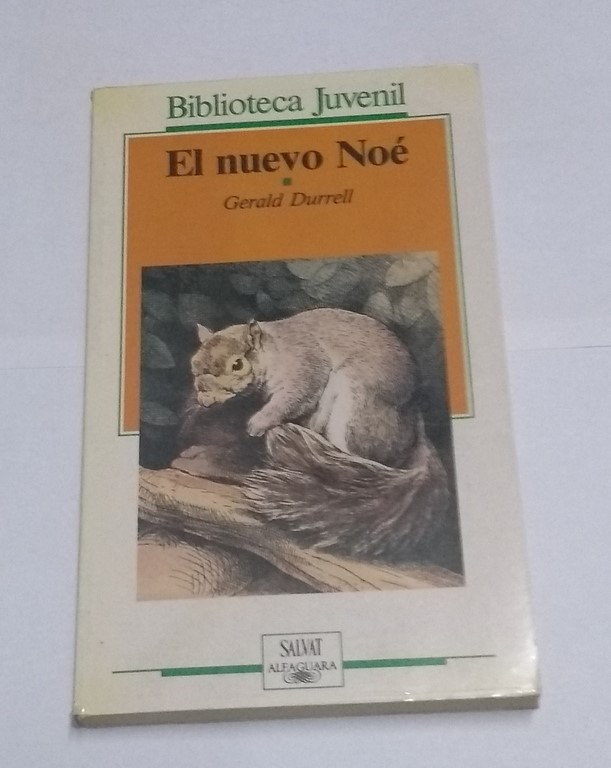 Biblioteca Juvenil
El nuevo Noé
Gerald Durrell
SALVAT
ALFAGUARA